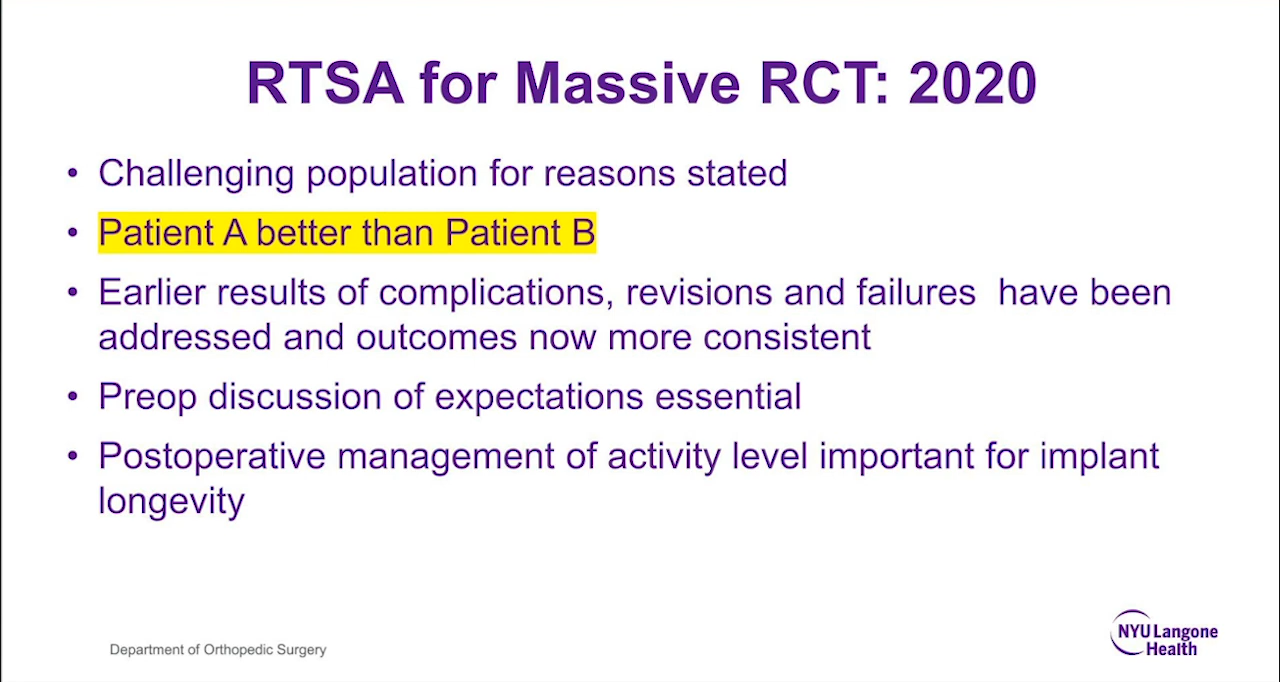 RTSA for Massive RCT: 2020
• Challenging population for reasons stated
• Patient A better than Patient B
• Earlier results of complications, revisions and failures  have been
addressed and outcomes now more consistent
• Preop discussion of expectations essential
• Postoperative management of activity level important for implant
longevity
Department of Orthopedic Surgery
NYU Langone
Health